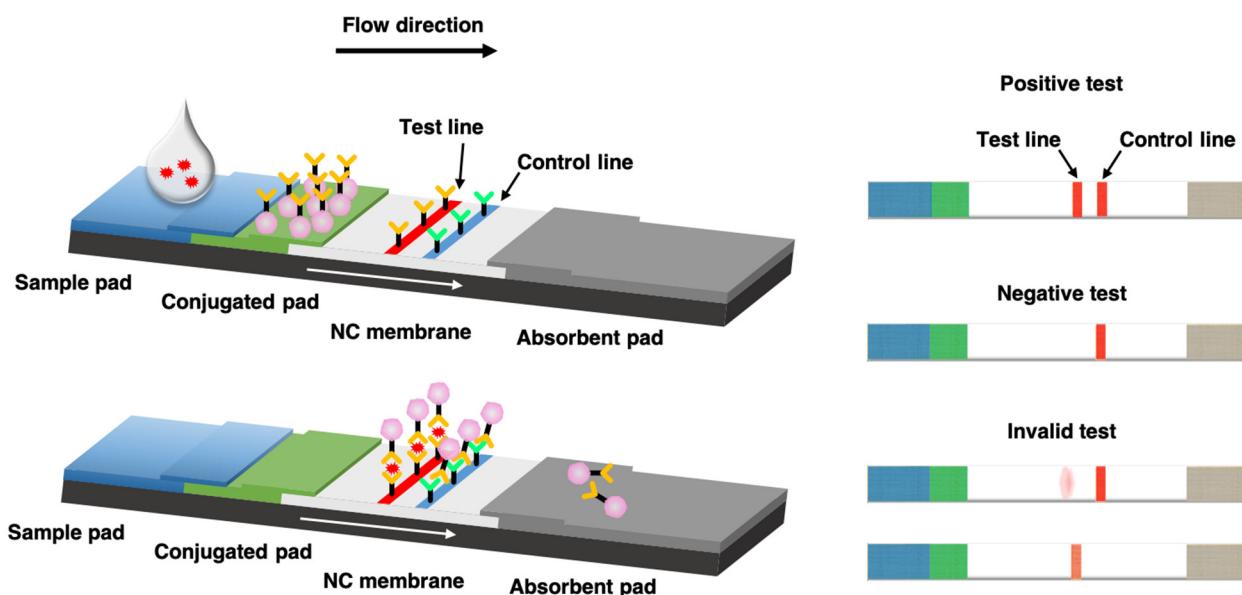 Flow direction
Test line
Control line
Sample pad
Conjugated pad
NC membrane
Absorbent pad
Sample pad
Conjugated pad
NC membrane
Absorbent pad
Positive test
Test line
Control line
Negative test
Invalid test